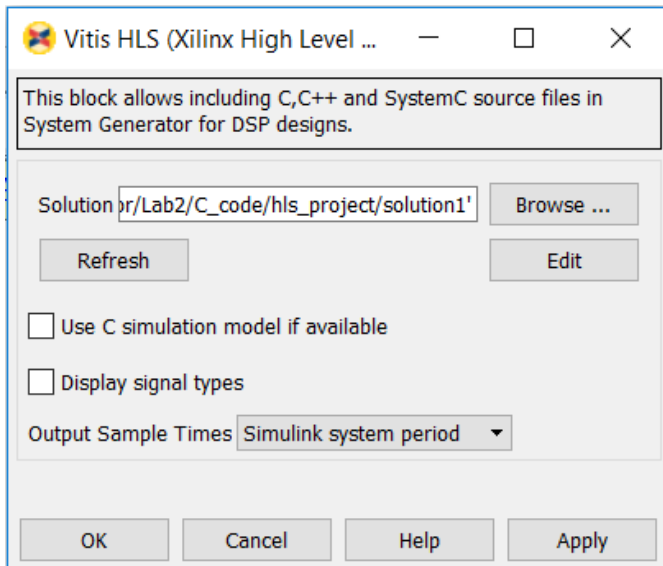 Vitis HLS (Xilinx High Level ...
This block allows including C,C++ and SystemC source files in
System Generator for DSP designs.
Solution or/Lab2/C_code/hls_project/solution1' Browse ...
Refresh Edit
Use C simulation model if available
Display signal types
Output Sample Times Simulink system period
OK Cancel Help Apply